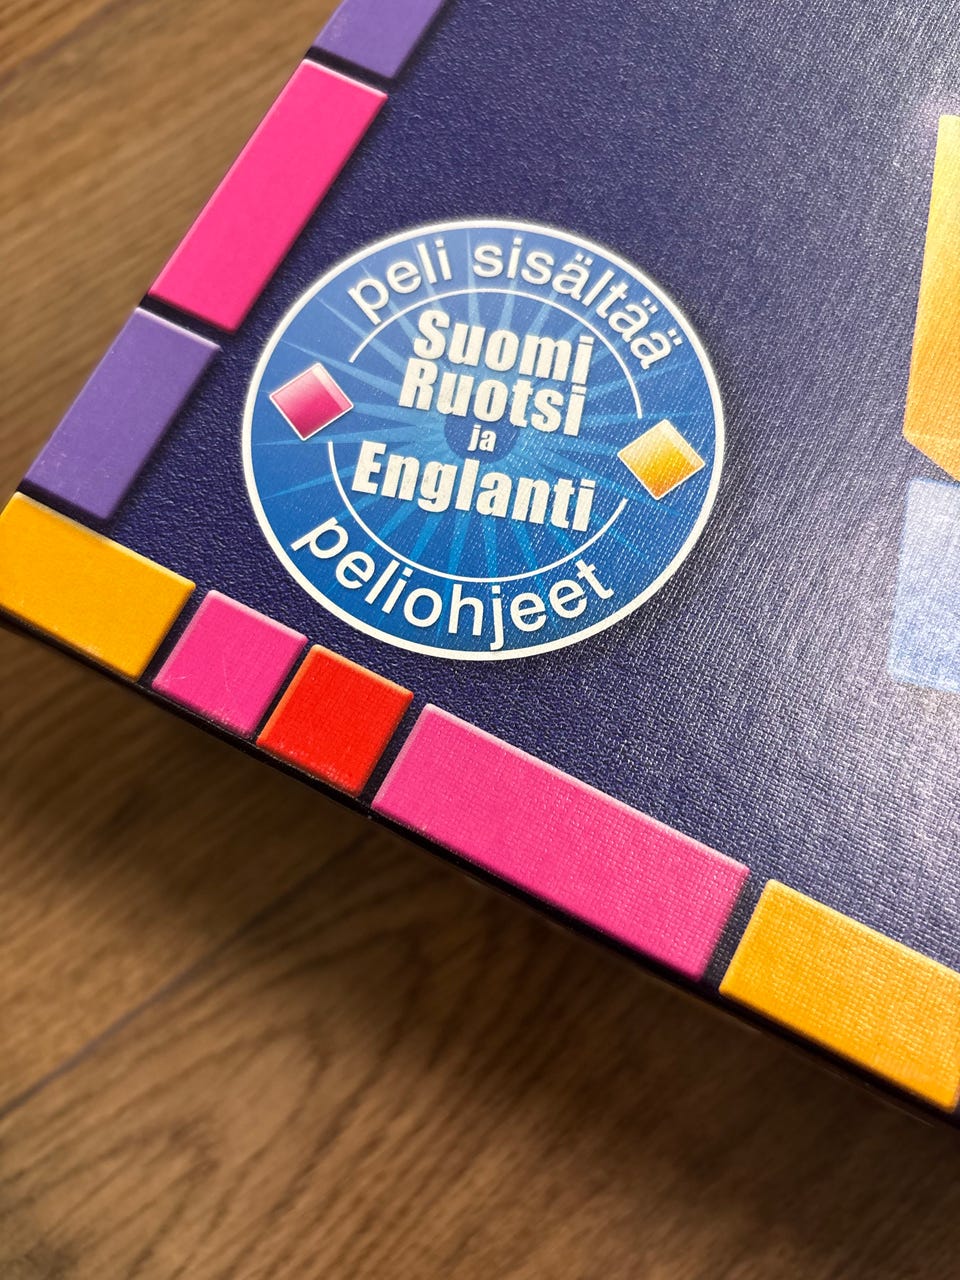 peli sisältää
Suomi
Ruotsi
ja
Englanti
peliohjeet